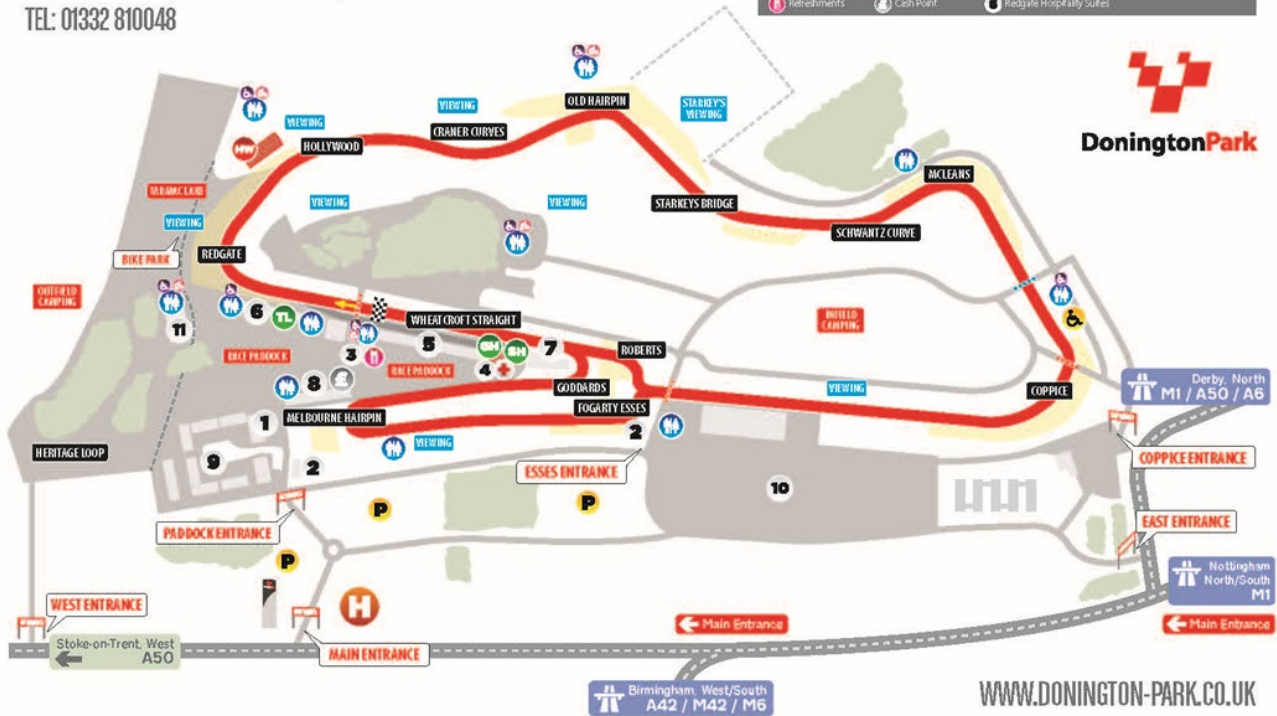 TEL: 01332 810048
Refreshments
Cash Point
Redgate Hospitality Suites
DoningtonPark
OLD HAIRPIN
VIEWING
STARKEY'S
VIEWING
VIEWING
CRANER CURVES
HOLLYWOOD
HW
MCLEANS
TARMAC LAKE
VIEWING
VIEWING
STARKEYS BRIDGE
VIEWING
SCHWANTZ CURVE
REDGATE
BIKE PARK
OUTFIELD
CAMPING
11
6
TL
WHEATCROFT STRAIGHT
INFIELD
CAMPING
5
SH
SH
7
ROBERTS
RACE PADDOCK
3
RACE PADDOCK
4
8
£
GODDARDS
VIEWING
COPPICE
Derby, North
M1 / A50 / A6
FOGARTY ESSES
MELBOURNE HAIRPIN
1
2
VIEWING
HERITAGE LOOP
9
2
ESSES ENTRANCE
COPPICE ENTRANCE
10
P
P
PADDOCK ENTRANCE
EAST ENTRANCE
P
Nottingham
North/South
M1
WEST ENTRANCE
H
Main Entrance
Main Entrance
Stoke-on-Trent, West
A50
MAIN ENTRANCE
Birmingham, West/South
A42 / M42 / M6
WWW.DONINGTON-PARK.CO.UK